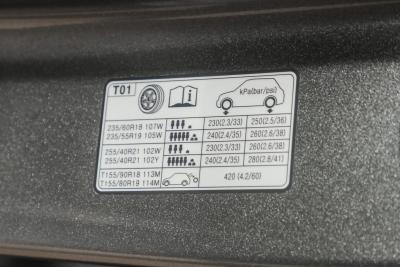 T01 kPa(bar/psi)
235/60R18 107W 230(2.3/33) 250(2.5/36)
235/55R19 105W 240(2.4/35) 260(2.6/38)
255/40R21 102W 230(2.3/33) 260(2.6/38)
255/40R21 102Y 240(2.4/35) 280(2.8/41)
T155/90R18 113M 420 (4.2/60)
T155/80R19 114M